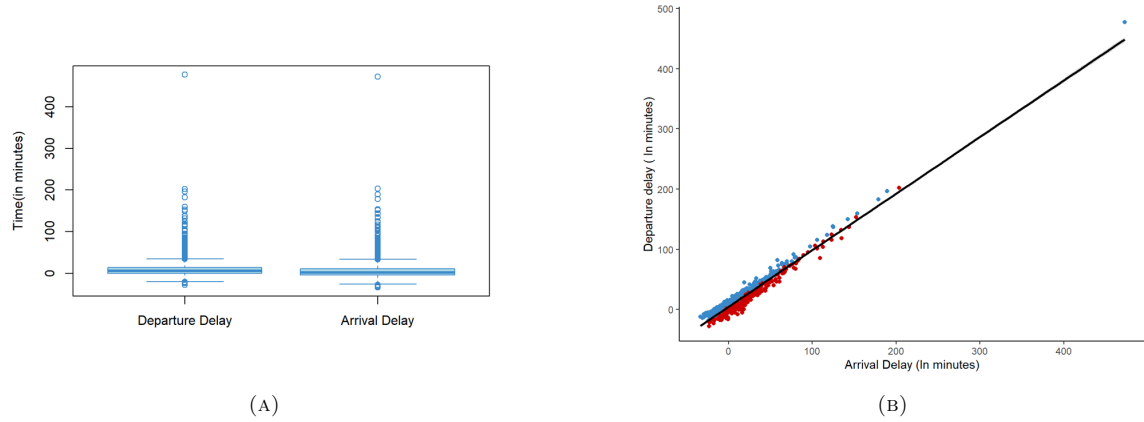 Time(in minutes)
400
300
200
100
0
Departure Delay
Arrival Delay
(A)
Departure delay ( In minutes)
500
400
300
200
100
0
0
100
200
300
400
Arrival Delay (In minutes)
(B)